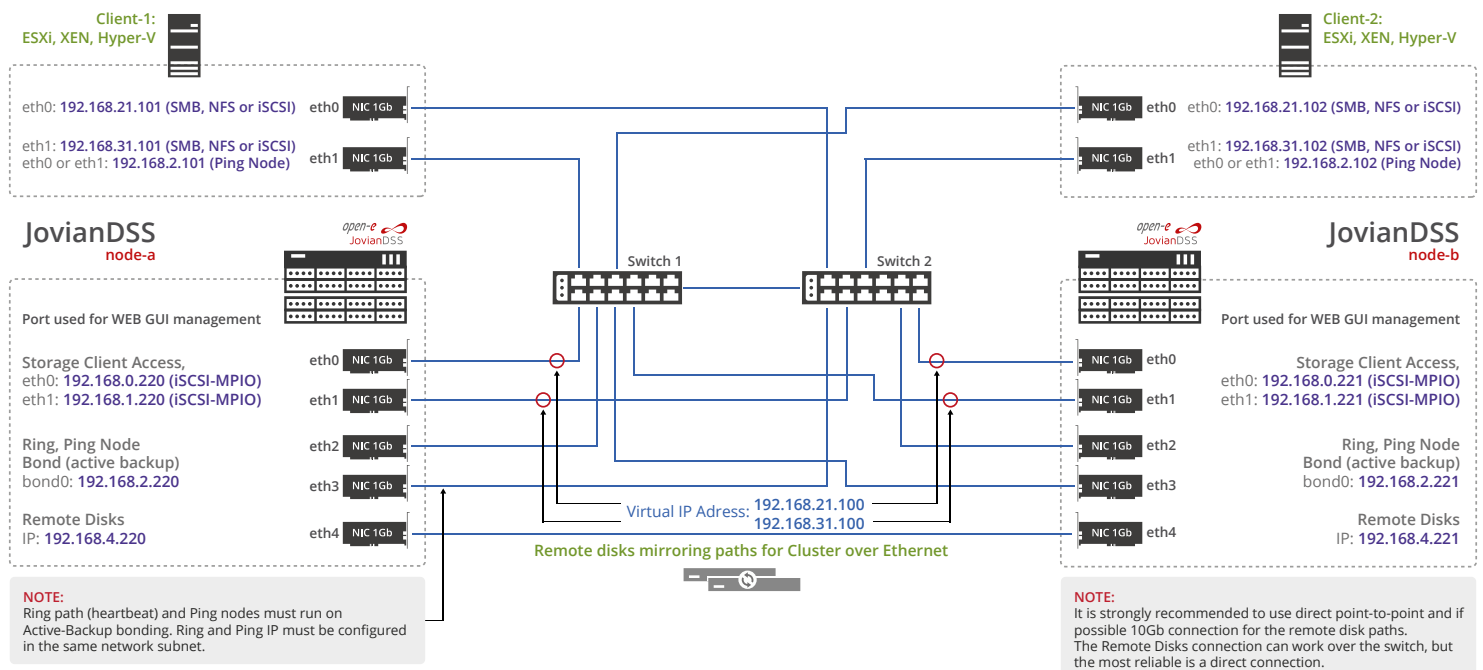 Client-1:
ESXi, XEN, Hyper-V
eth0: 192.168.21.101 (SMB, NFS or iSCSI)
eth0
NIC 1Gb
eth1: 192.168.31.101 (SMB, NFS or iSCSI)
eth0 or eth1: 192.168.2.101 (Ping Node)
eth1
NIC 1Gb
Client-2:
ESXi, XEN, Hyper-V
NIC 1Gb
eth0
eth0: 192.168.21.102 (SMB, NFS or iSCSI)
NIC 1Gb
eth1
eth1: 192.168.31.102 (SMB, NFS or iSCSI)
eth0 or eth1: 192.168.2.102 (Ping Node)
JovianDSS
node-a
open-e
JovianDSS
Port used for WEB GUI management
Storage Client Access,
eth0: 192.168.0.220 (iSCSI-MPIO)
eth1: 192.168.1.220 (iSCSI-MPIO)
eth0
NIC 1Gb
eth1
NIC 1Gb
Ring, Ping Node
Bond (active backup)
bond0: 192.168.2.220
eth2
NIC 1Gb
eth3
NIC 1Gb
Remote Disks
IP: 192.168.4.220
eth4
NIC 1Gb
NOTE:
Ring path (heartbeat) and Ping nodes must run on
Active-Backup bonding. Ring and Ping IP must be configured
in the same network subnet.
Switch 1
Switch 2
Virtual IP Adress: 192.168.21.100
192.168.31.100
Remote disks mirroring paths for Cluster over Ethernet
open-e
JovianDSS
JovianDSS
node-b
Port used for WEB GUI management
NIC 1Gb
eth0
NIC 1Gb
eth1
Storage Client Access,
eth0: 192.168.0.221 (iSCSI-MPIO)
eth1: 192.168.1.221 (iSCSI-MPIO)
NIC 1Gb
eth2
NIC 1Gb
eth3
Ring, Ping Node
Bond (active backup)
bond0: 192.168.2.221
NIC 1Gb
eth4
Remote Disks
IP: 192.168.4.221
NOTE:
It is strongly recommended to use direct point-to-point and if
possible 10Gb connection for the remote disk paths.
The Remote Disks connection can work over the switch, but
the most reliable is a direct connection.